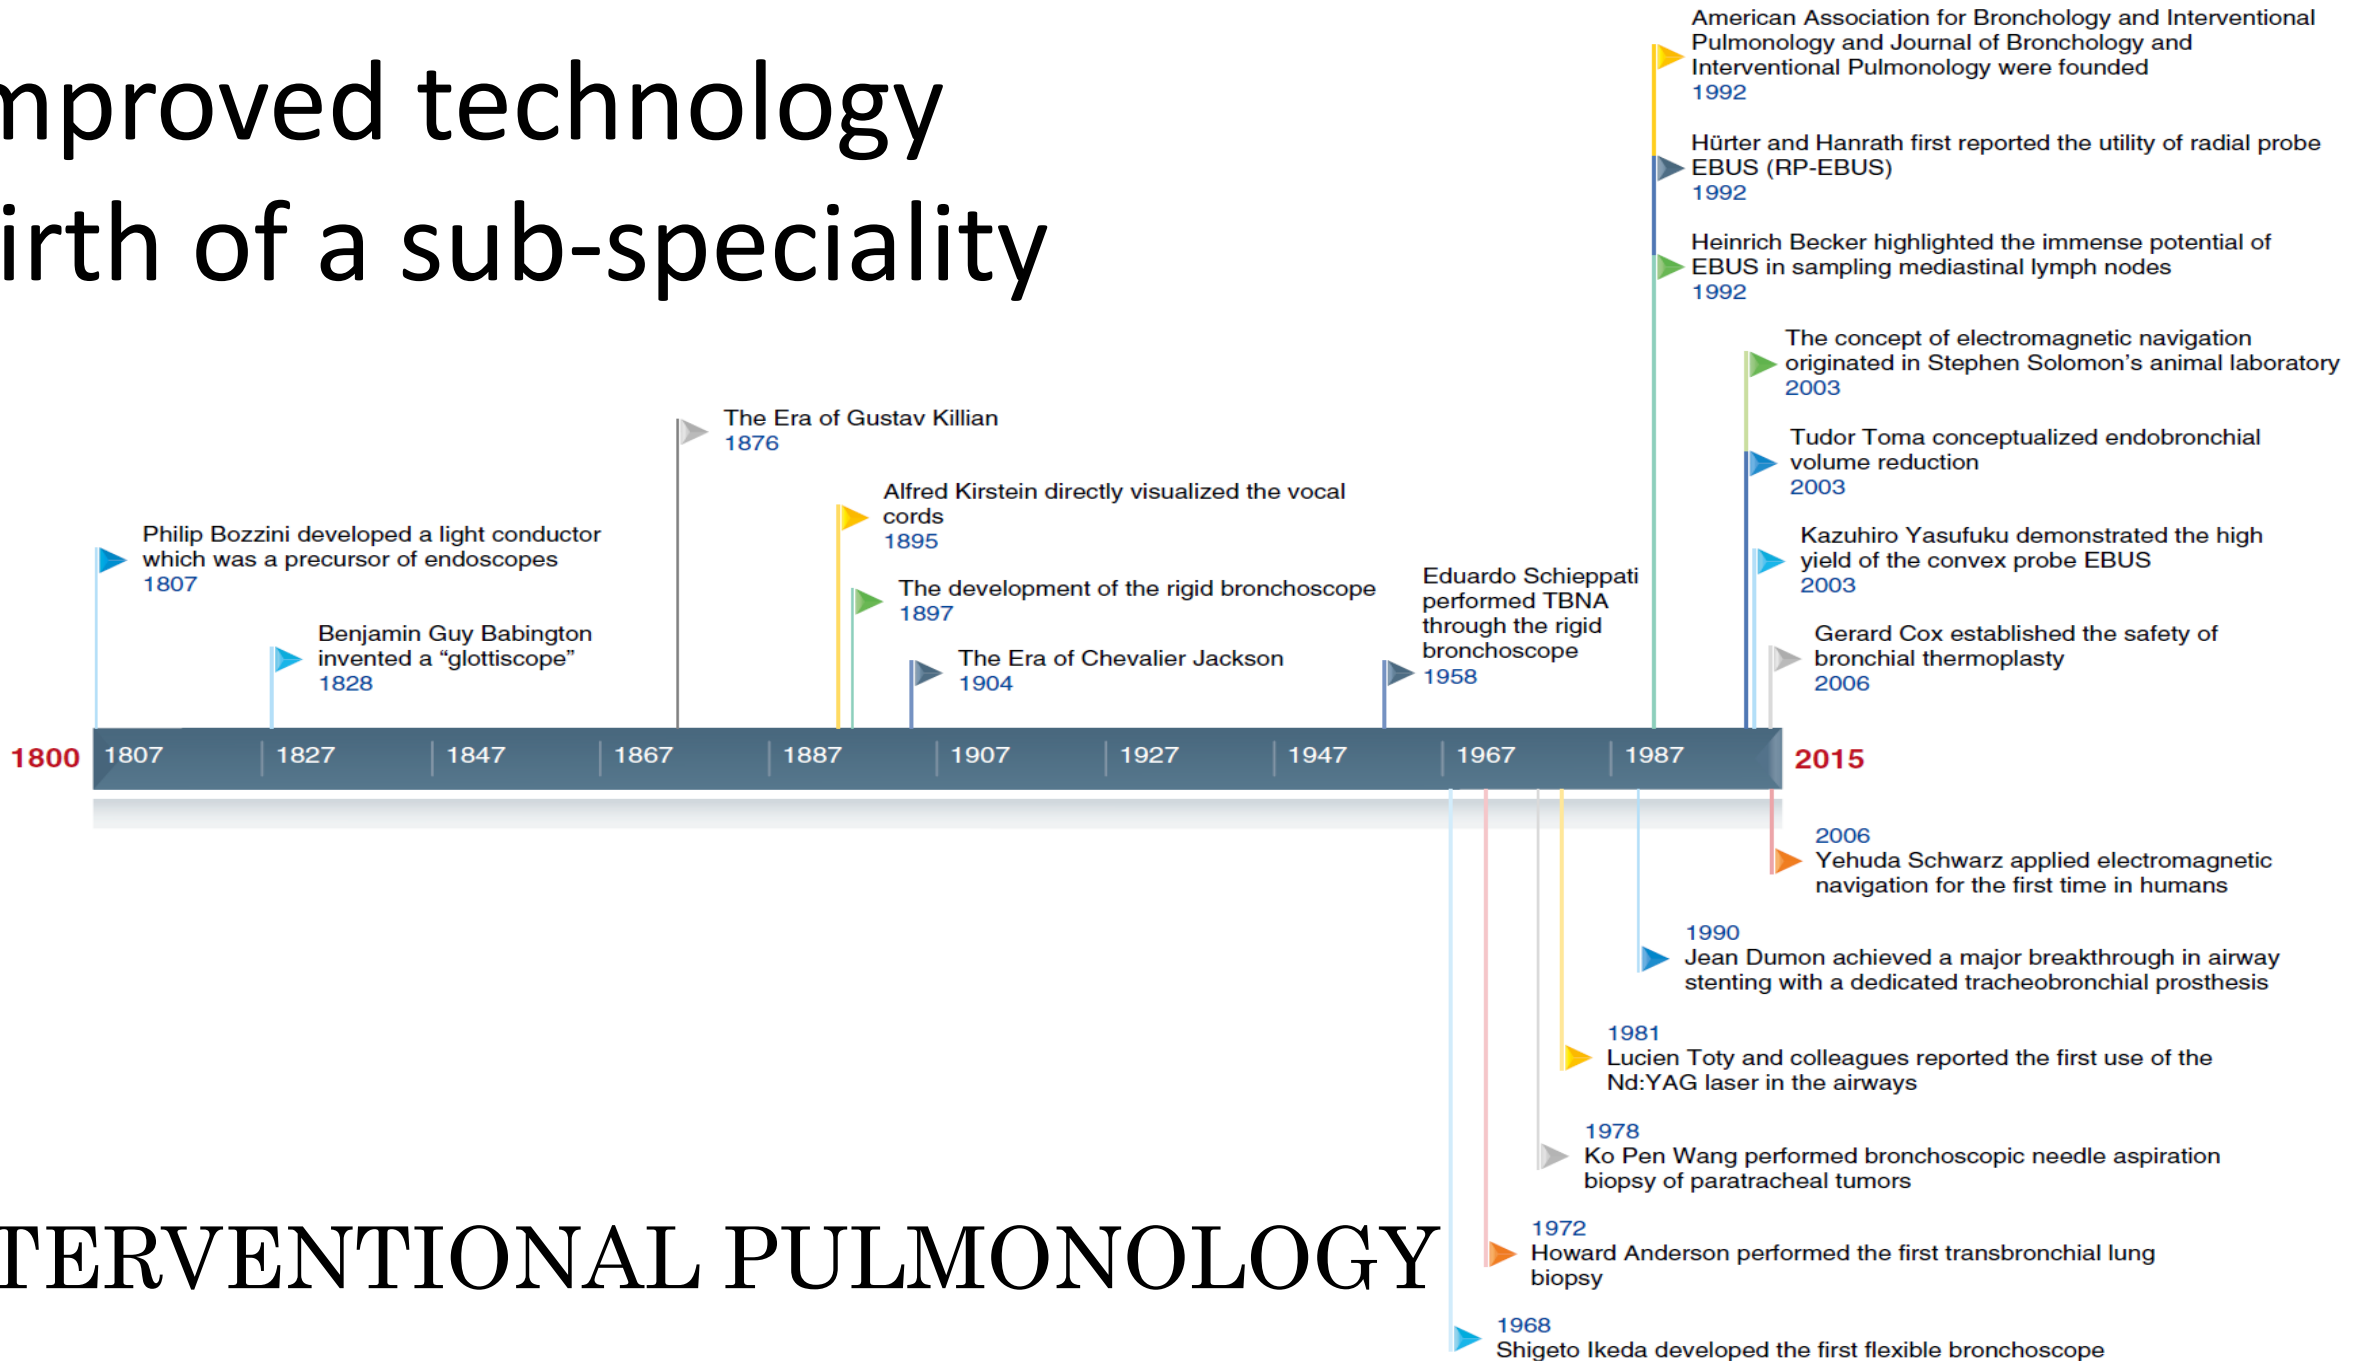 mproved technology
irth of a sub-speciality
American Association for Bronchology and Interventional
Pulmonology and Journal of Bronchology and
Interventional Pulmonology were founded
1992
Hürter and Hanrath first reported the utility of radial probe
EBUS (RP-EBUS)
1992
Heinrich Becker highlighted the immense potential of
EBUS in sampling mediastinal lymph nodes
1992
The concept of electromagnetic navigation
originated in Stephen Solomon's animal laboratory
2003
Tudor Toma conceptualized endobronchial
volume reduction
2003
Kazuhiro Yasufuku demonstrated the high
yield of the convex probe EBUS
2003
Gerard Cox established the safety of
bronchial thermoplasty
2006
The Era of Gustav Killian
1876
Alfred Kirstein directly visualized the vocal
cords
1895
Philip Bozzini developed a light conductor
which was a precursor of endoscopes
1807
The development of the rigid bronchoscope
1897
Eduardo Schieppati
performed TBNA
through the rigid
bronchoscope
1958
Benjamin Guy Babington
invented a “glottiscope”
1828
The Era of Chevalier Jackson
1904
1800 1807 1827 1847 1867 1887 1907 1927 1947 1967 1987 2015
2006
Yehuda Schwarz applied electromagnetic
navigation for the first time in humans
1990
Jean Dumon achieved a major breakthrough in airway
stenting with a dedicated tracheobronchial prosthesis
1981
Lucien Toty and colleagues reported the first use of the
Nd:YAG laser in the airways
1978
Ko Pen Wang performed bronchoscopic needle aspiration
biopsy of paratracheal tumors
1972
Howard Anderson performed the first transbronchial lung
biopsy
1968
Shigeto Ikeda developed the first flexible bronchoscope
TERVENTIONAL PULMONOLOGY